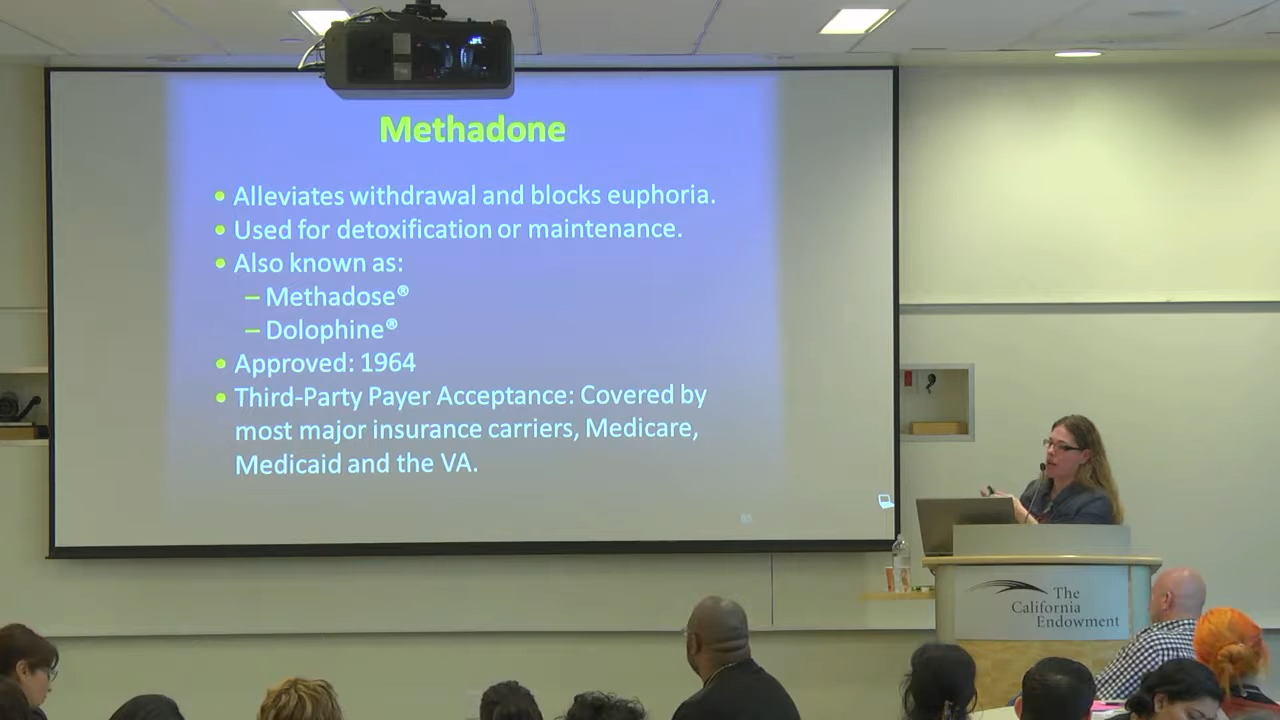 Methadone
• Alleviates withdrawal and blocks euphoria.
• Used for detoxification or maintenance.
• Also known as:
– Methadose®
– Dolophine®
• Approved: 1964
• Third-Party Payer Acceptance: Covered by
most major insurance carriers, Medicare,
Medicaid and the VA.
The
California
Endowment